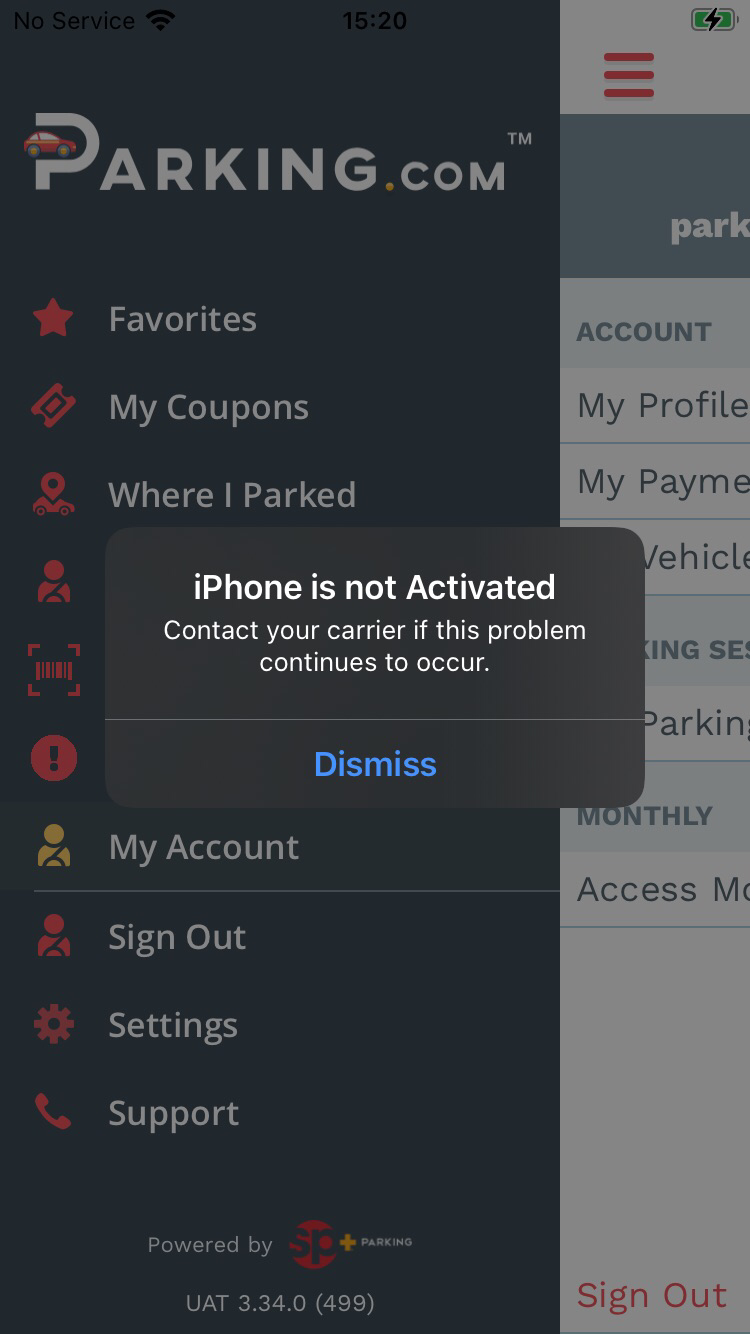 No Service
15:20
PARKING.COM™
Favorites
My Coupons
Where I Parked
iPhone is not Activated
Contact your carrier if this problem
continues to occur.
Dismiss
My Account
Sign Out
Settings
Support
Powered by sp+ PARKING
UAT 3.34.0 (499)
park
ACCOUNT
My Profile
My Payme
Vehicle
KING SES
Parking
MONTHLY
Access Mo
Sign Out